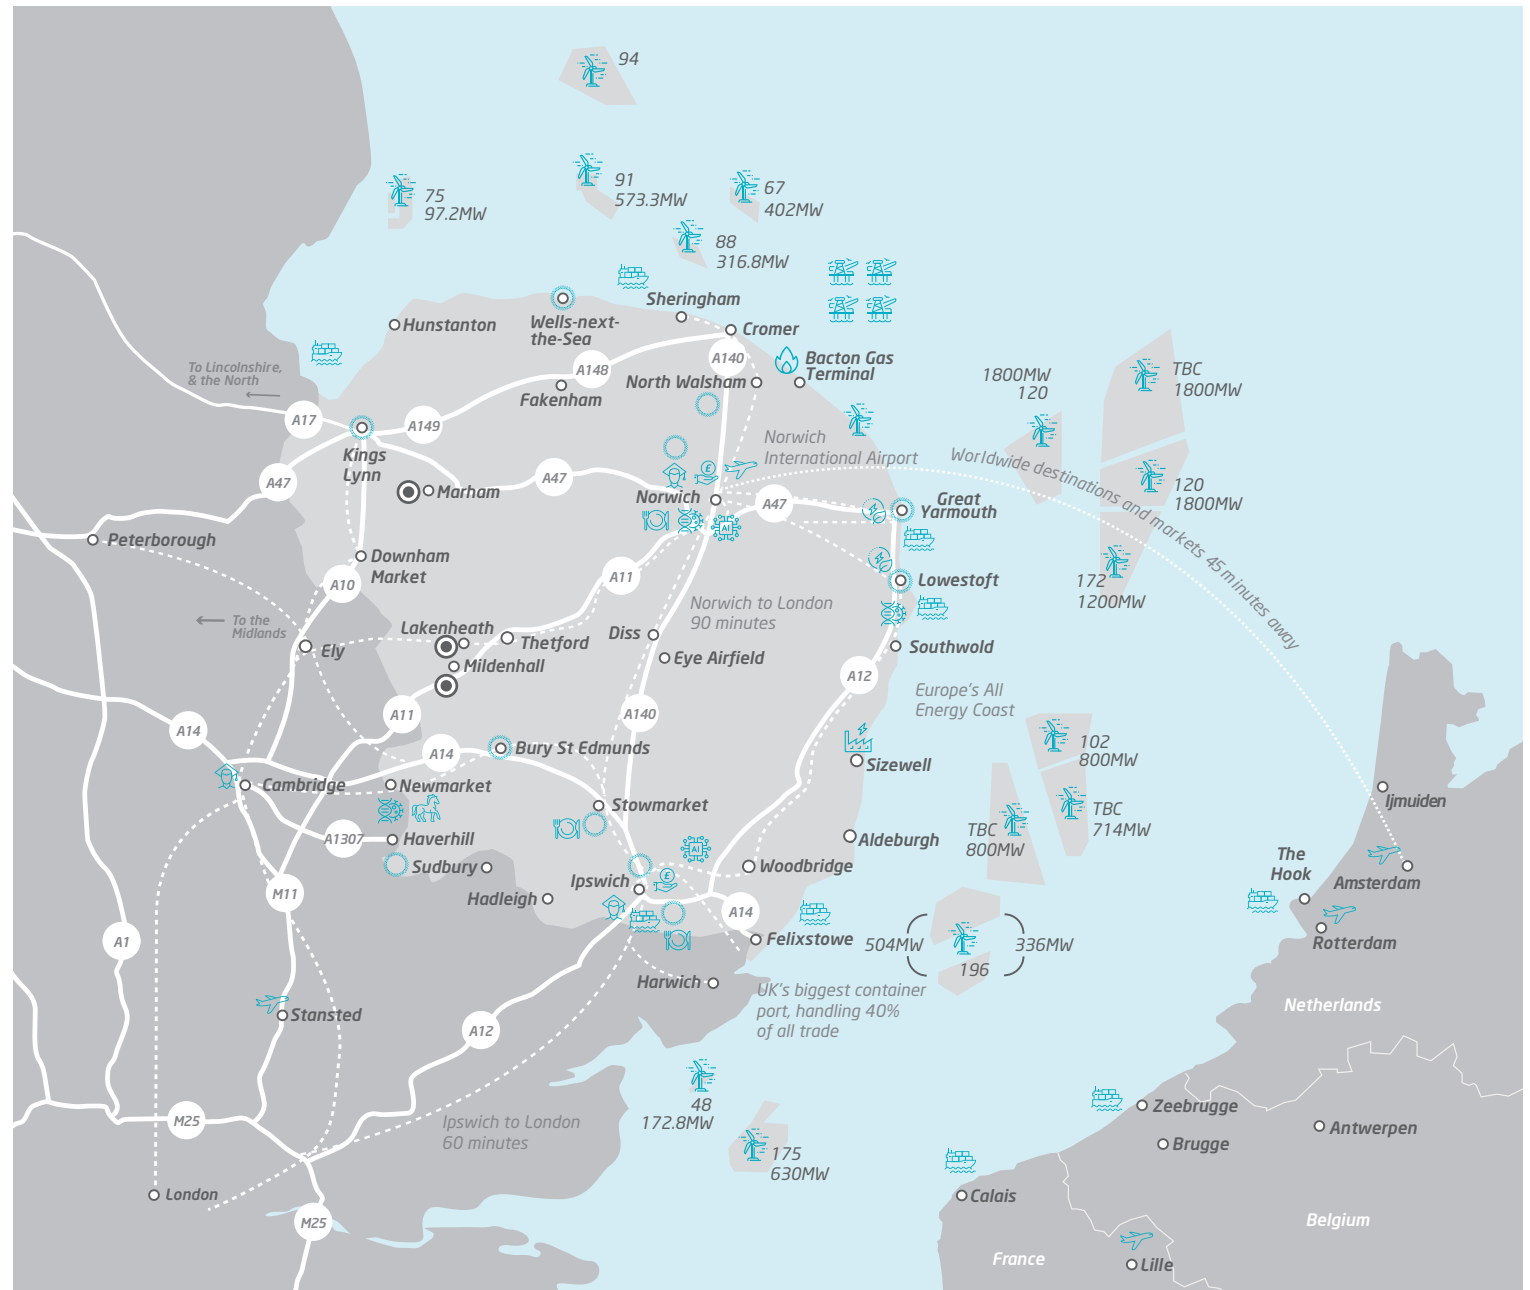 94
91
573.3MW
67
402MW
75
97.2MW
88
316.8MW
Sheringham
Hunstanton
Wells-next-
the-Sea
Cromer
A140
Bacton Gas
Terminal
To Lincolnshire,
& the North
A148
North Walsham
Fakenham
1800MW
120
TBC
1800MW
A17
A149
Kings
Lynn
Norwich
International Airport
Worldwide destinations and markets 45 minutes away
A47
A47
Marham
Norwich
A47
Great
Yarmouth
120
1800MW
Peterborough
Downham
Market
A10
A11
Lowestoft
172
1200MW
Norwich to London
90 minutes
To the
Midlands
Lakenheath
Thetford
Diss
Ely
Mildenhall
Eye Airfield
Southwold
A12
Europe's All
Energy Coast
A14
A11
A140
A14
Bury St Edmunds
102
800MW
Sizewell
Cambridge
Newmarket
Stowmarket
Ijmuiden
TBC
714MW
TBC
800MW
A1307
Haverhill
Aldeburgh
Sudbury
Woodbridge
The
Hook
Amsterdam
M11
Ipswich
Hadleigh
A14
A1
Felixstowe
504MW
336MW
196
Rotterdam
Harwich
UK's biggest container
port, handling 40%
of all trade
Netherlands
Stansted
A12
48
172.8MW
Zeebrugge
M25
Ipswich to London
60 minutes
Antwerpen
Brugge
175
630MW
London
Calais
M25
Belgium
France
Lille
AI
AI
£
£